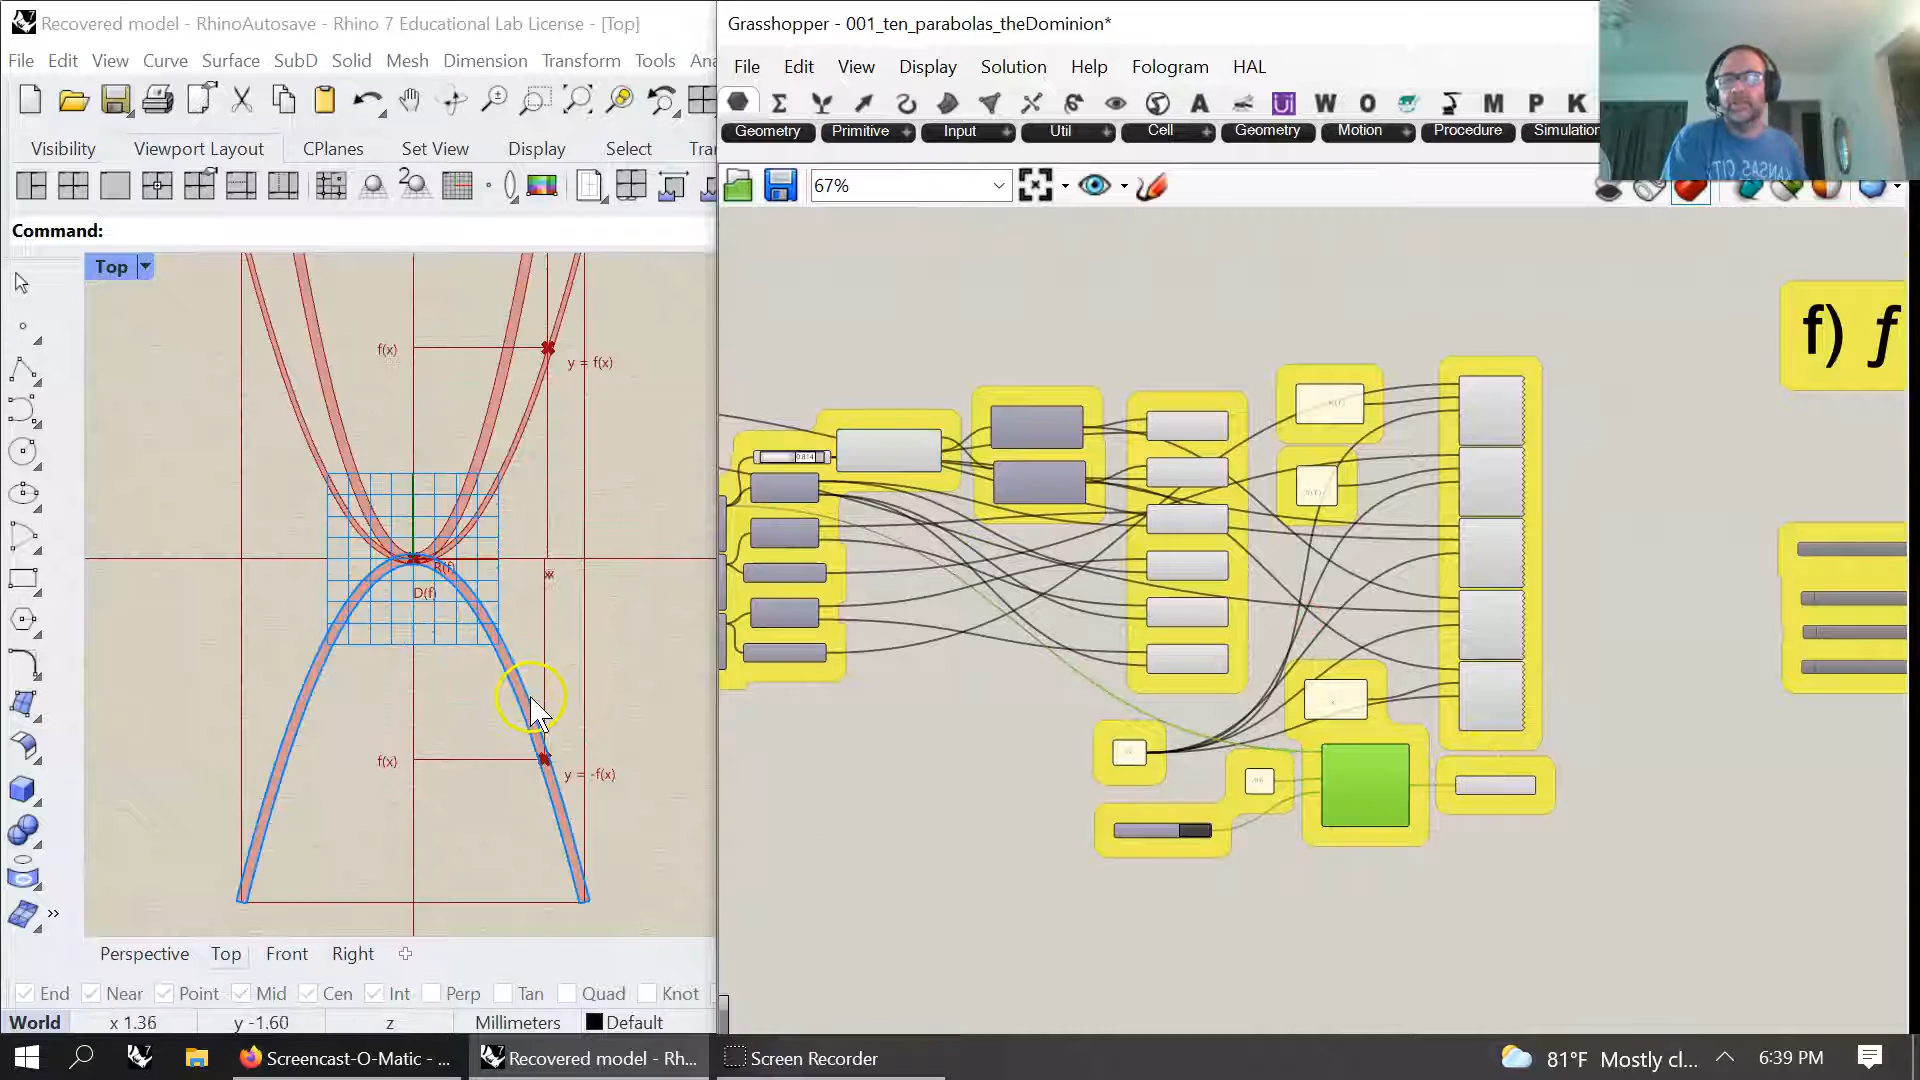 Recovered model - RhinoAutosave - Rhino 7 Educational Lab License - [Top]
File Edit View Curve Surface SubD Solid Mesh Dimension Transform Tools Ana
Visibility Viewport Layout CPlanes Set View Display Select Tra
Command:
Top
f(x)
y = f(x)
R(f)
D(f)
x
f(x)
y = -f(x)
Perspective Top Front Right
End Near Point Mid Cen Int Perp Tan Quad Knot
World x 1.36 y -1.60 z Millimeters Default
Grasshopper - 001_ten_parabolas_theDominion*
File Edit View Display Solution Help Fologram HAL
Geometry Primitive Input Util Cell Geometry Motion Procedure Simulation
67%
0.814
f) ƒ
KANSAS CITY
Screencast-O-Matic - ... Recovered model - Rh... Screen Recorder 81°F Mostly cl... 6:39 PM